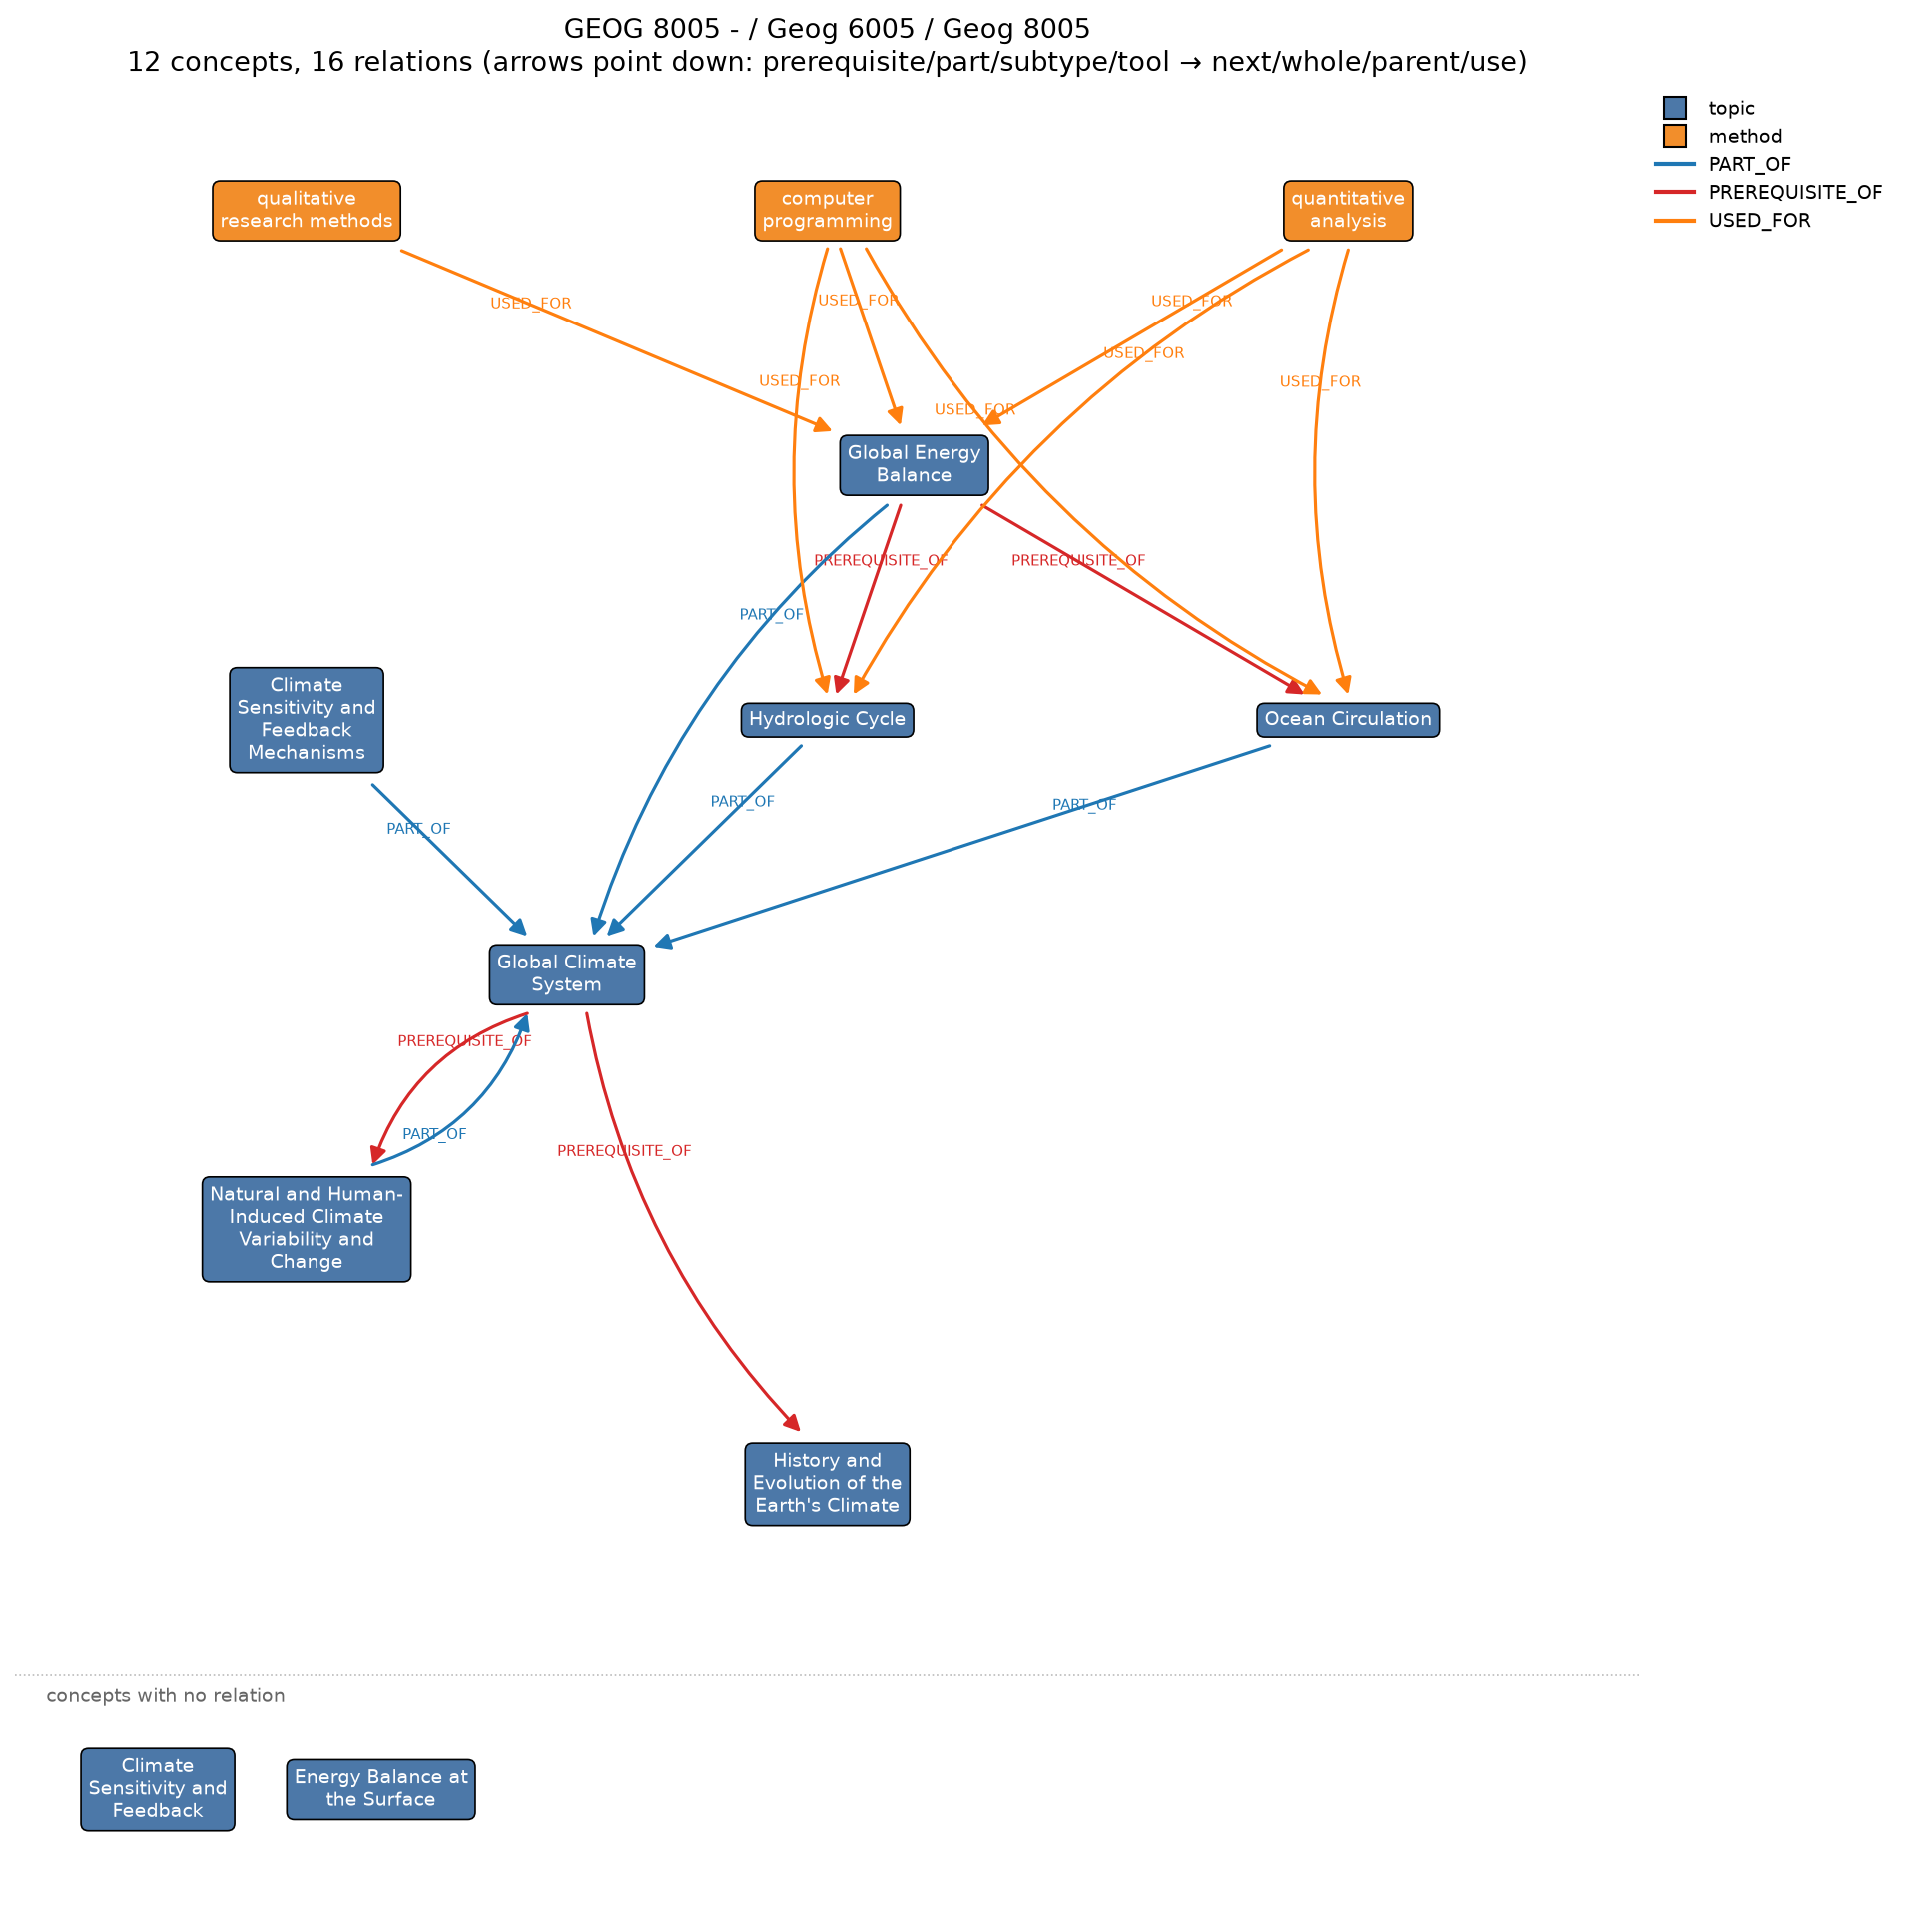 GEOG 8005 - / Geog 6005 / Geog 8005
12 concepts, 16 relations (arrows point down: prerequisite/part/subtype/tool → next/whole/parent/use)
topic
method
PART_OF
PREREQUISITE_OF
USED_FOR
qualitative
research methods
computer
programming
quantitative
analysis
USED_FOR
USED_FOR
USED_FOR
USED_FOR
USED_FOR
USED_FOR
USED_FOR
Global Energy
Balance
PREREQUISITE_OF
PREREQUISITE_OF
PART_OF
Climate
Sensitivity and
Feedback
Mechanisms
Hydrologic Cycle
Ocean Circulation
PART_OF
PART_OF
PART_OF
Global Climate
System
PREREQUISITE_OF
PART_OF
PREREQUISITE_OF
Natural and Human-
Induced Climate
Variability and
Change
History and
Evolution of the
Earth's Climate
concepts with no relation
Climate
Sensitivity and
Feedback
Energy Balance at
the Surface